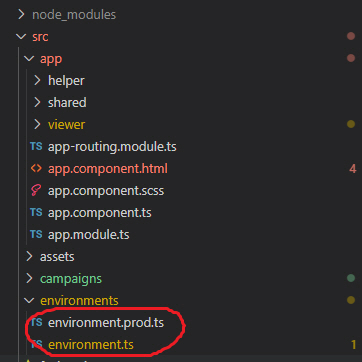 node_modules
src
app
helper
shared
viewer
TS app-routing.module.ts
<> app.component.html 4
app.component.scss
TS app.component.ts
TS app.module.ts
assets
campaigns
environments
TS environment.prod.ts
TS environment.ts 1